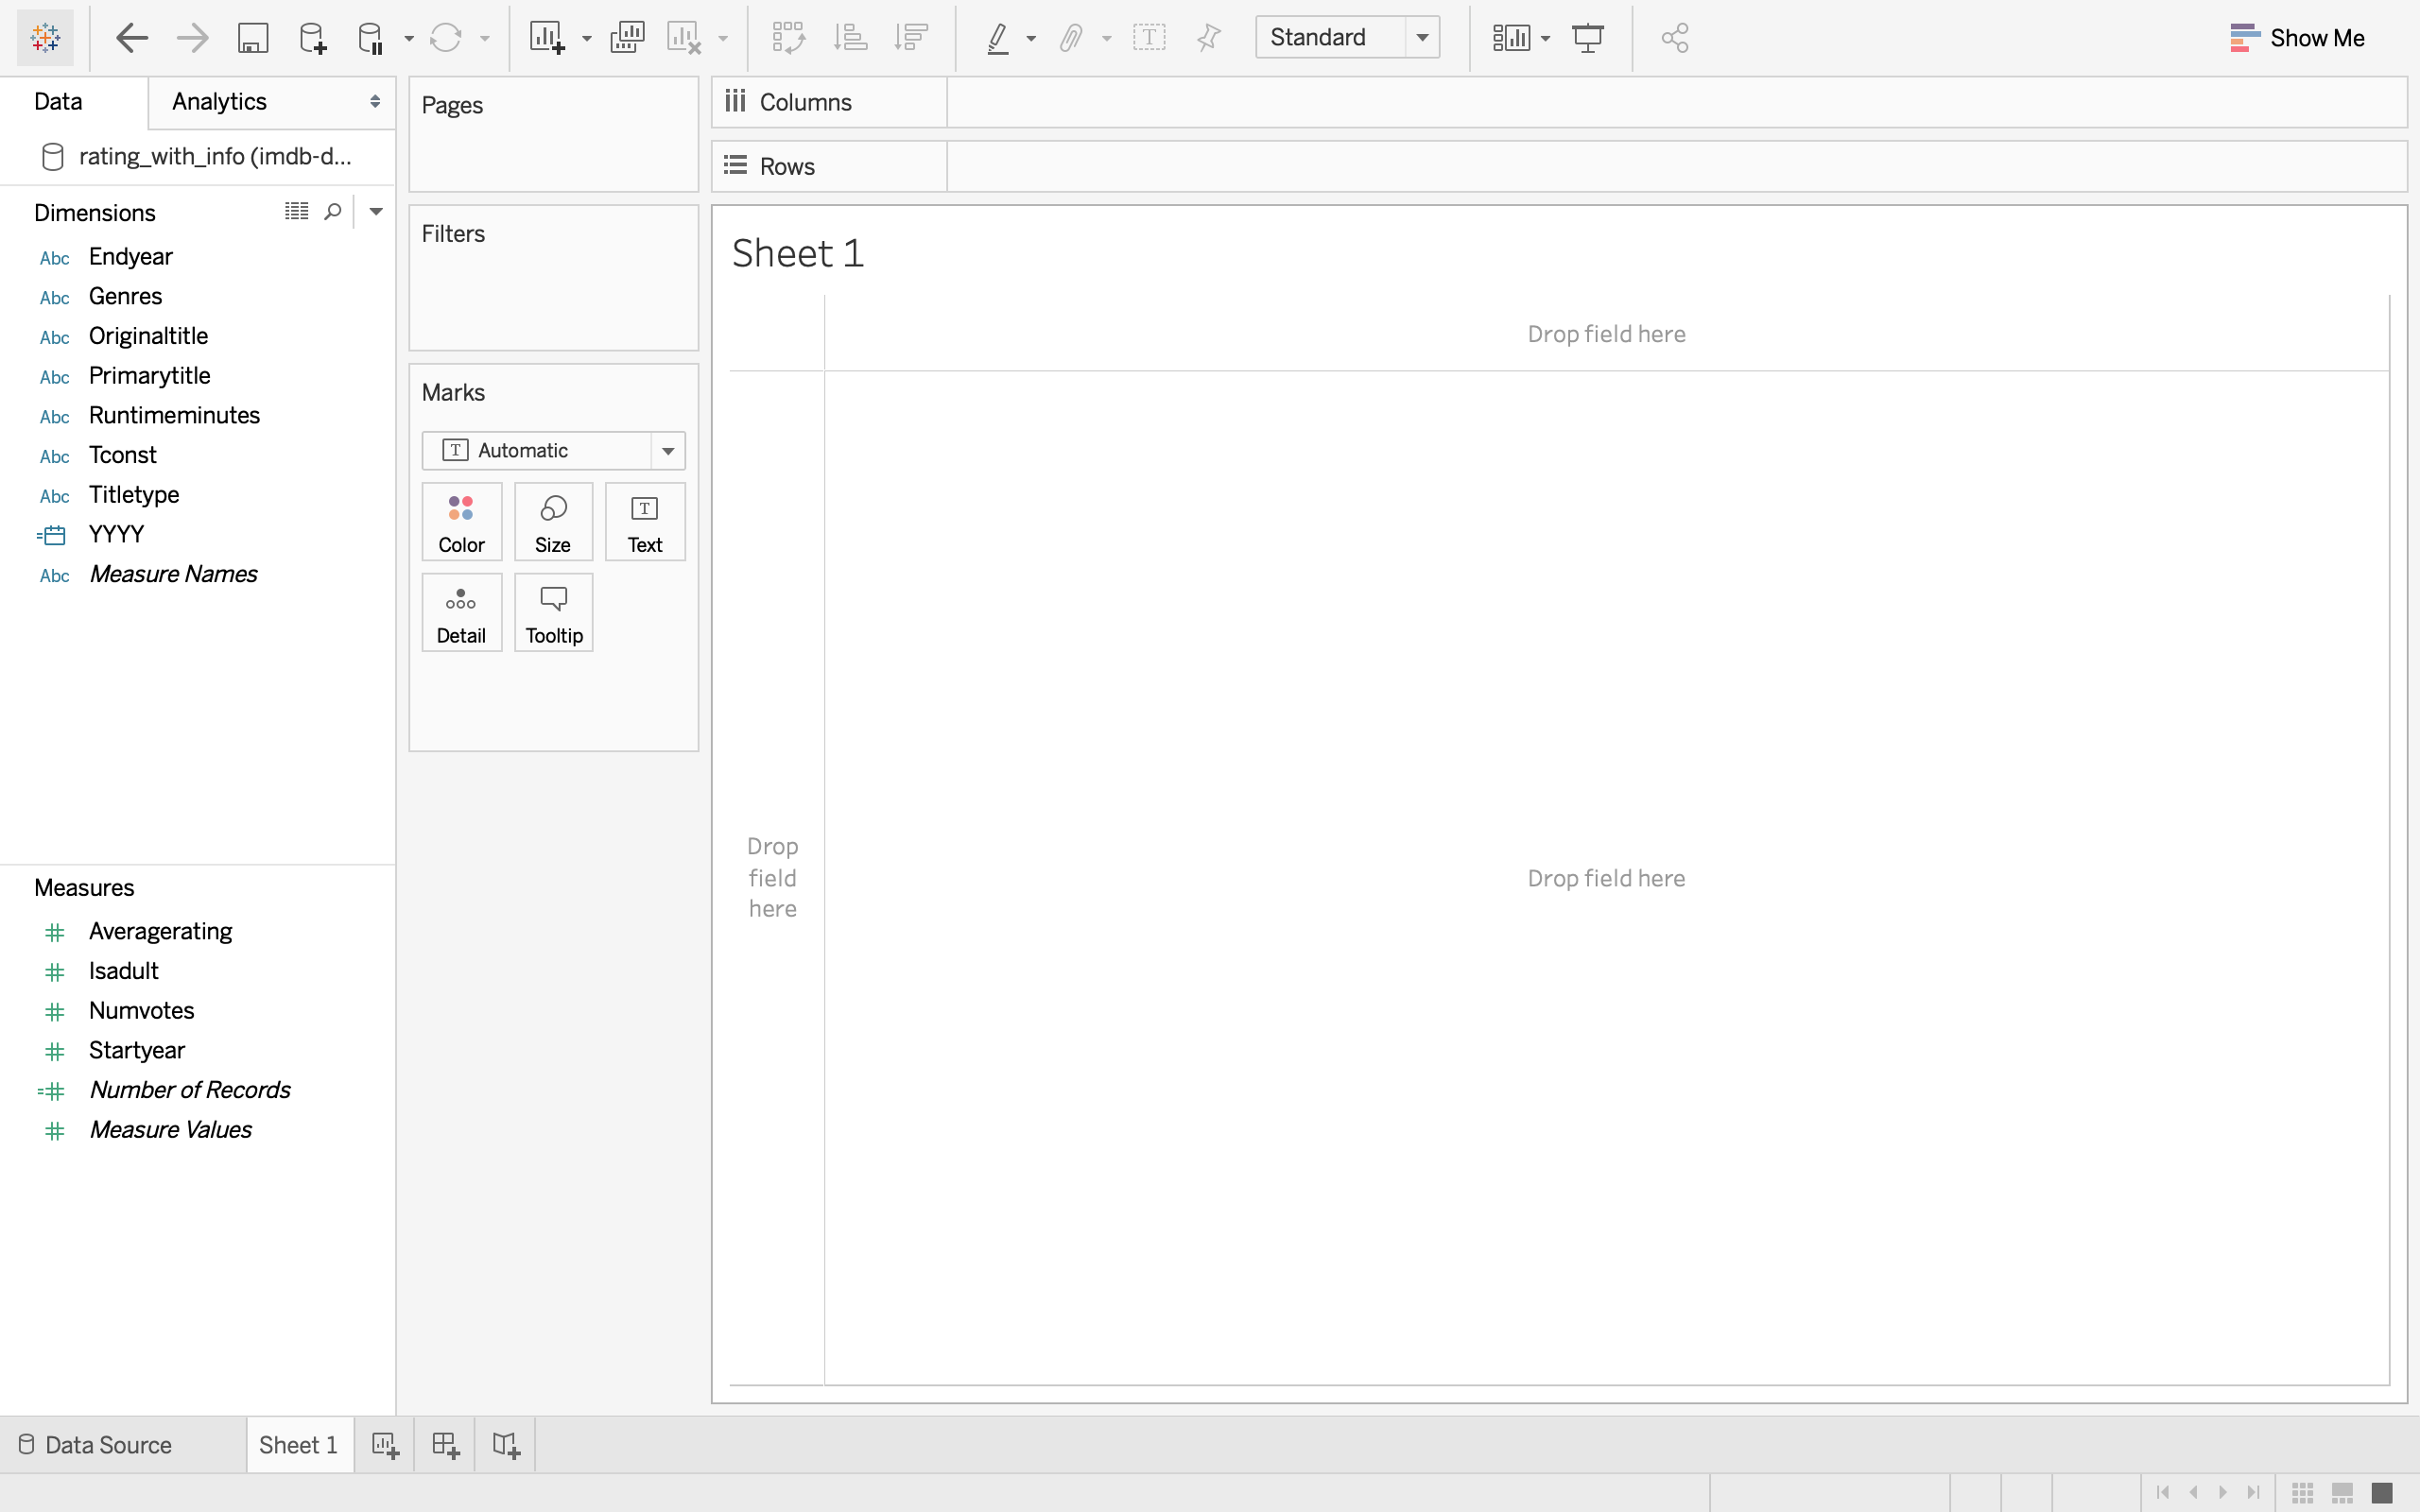 Standard
Show Me
Data
Analytics
rating_with_info (imdb-d...
Dimensions
Abc Endyear
Abc Genres
Abc Originaltitle
Abc Primarytitle
Abc Runtimeminutes
Abc Tconst
Abc Titletype
YYYY
Abc Measure Names
Measures
Averagerating
Isadult
Numvotes
Startyear
Number of Records
Measure Values
Pages
Filters
Marks
Automatic
Color
Size
Text
Detail
Tooltip
Columns
Rows
Sheet 1
Drop field here
Drop
field
here
Drop field here
Data Source
Sheet 1